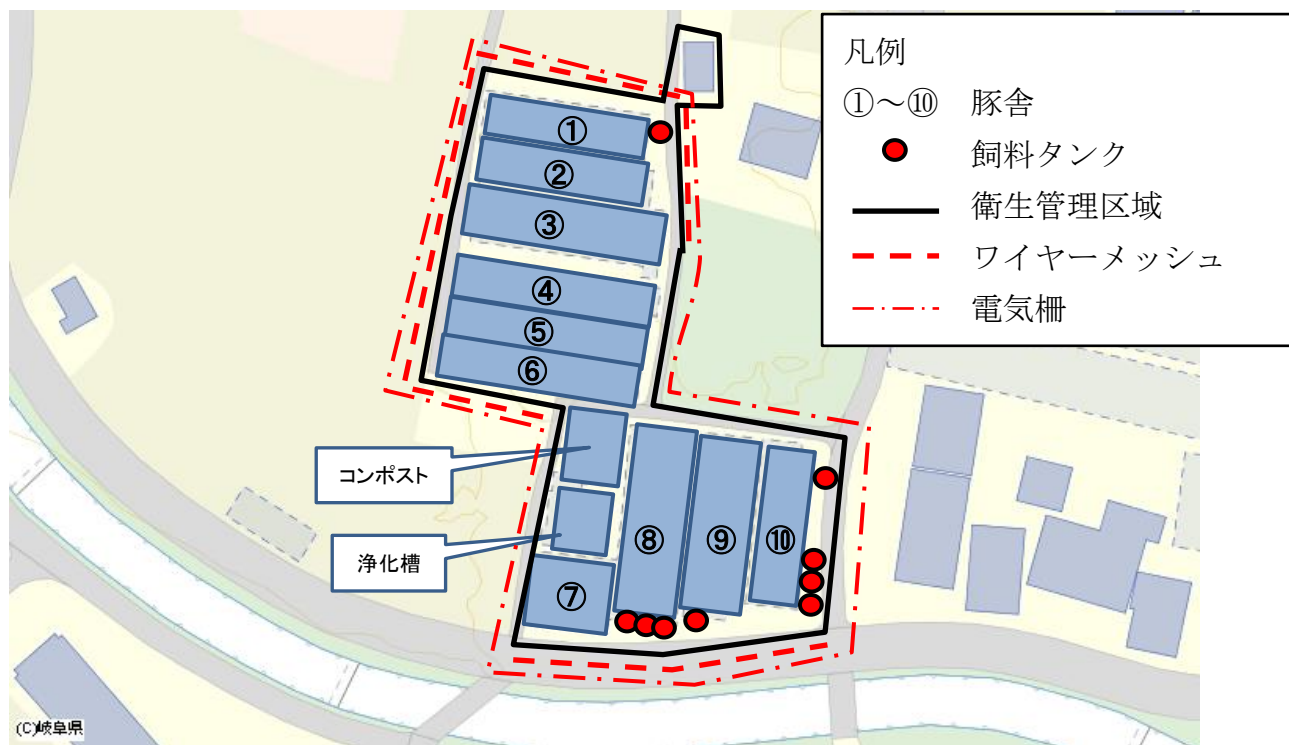 凡例
①～⑩ 豚舎
飼料タンク
衛生管理区域
ワイヤーメッシュ
電気柵
①
②
③
④
⑤
⑥
コンポスト
浄化槽
⑦
⑧
⑨
⑩
(C)岐阜県